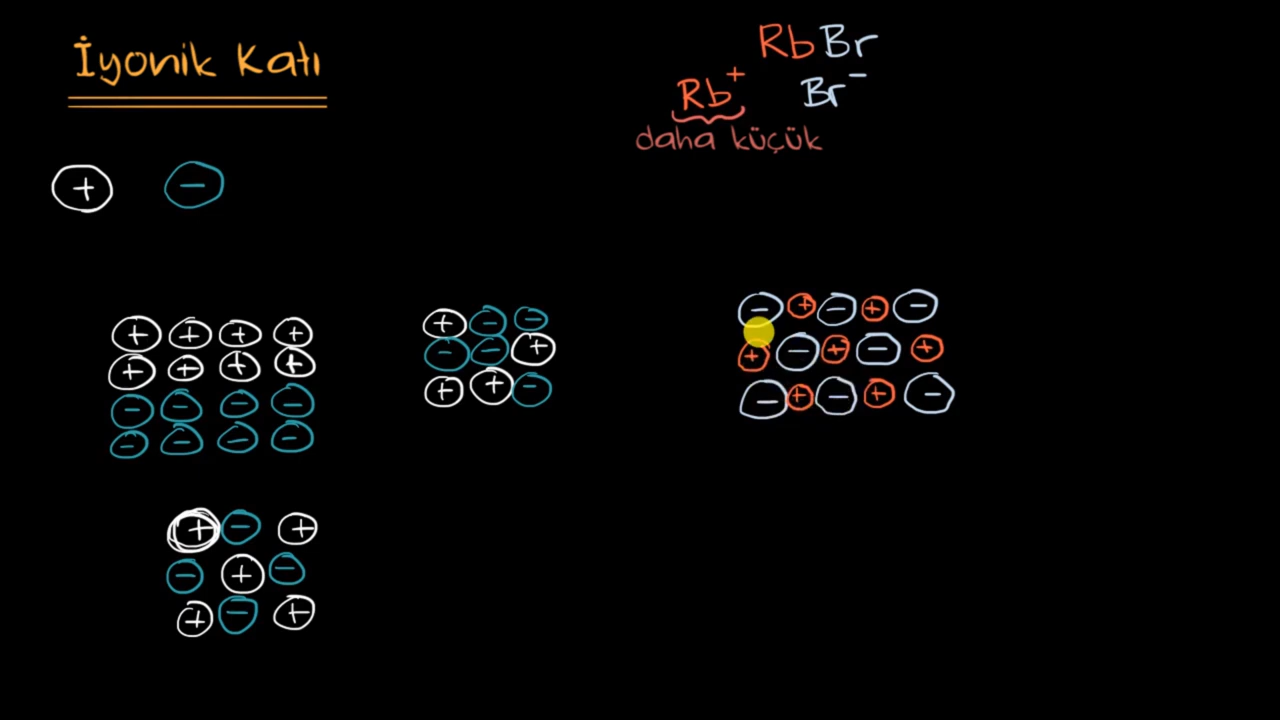 İyonik Katı
RbBr
Rb+ Br−
daha küçük
+ −
+ + + +
+ + + +
− − − −
− − − −
+ − −
− − +
+ + −
− + − + −
+ − + − +
− + − + −
+ − +
− + −
+ − +